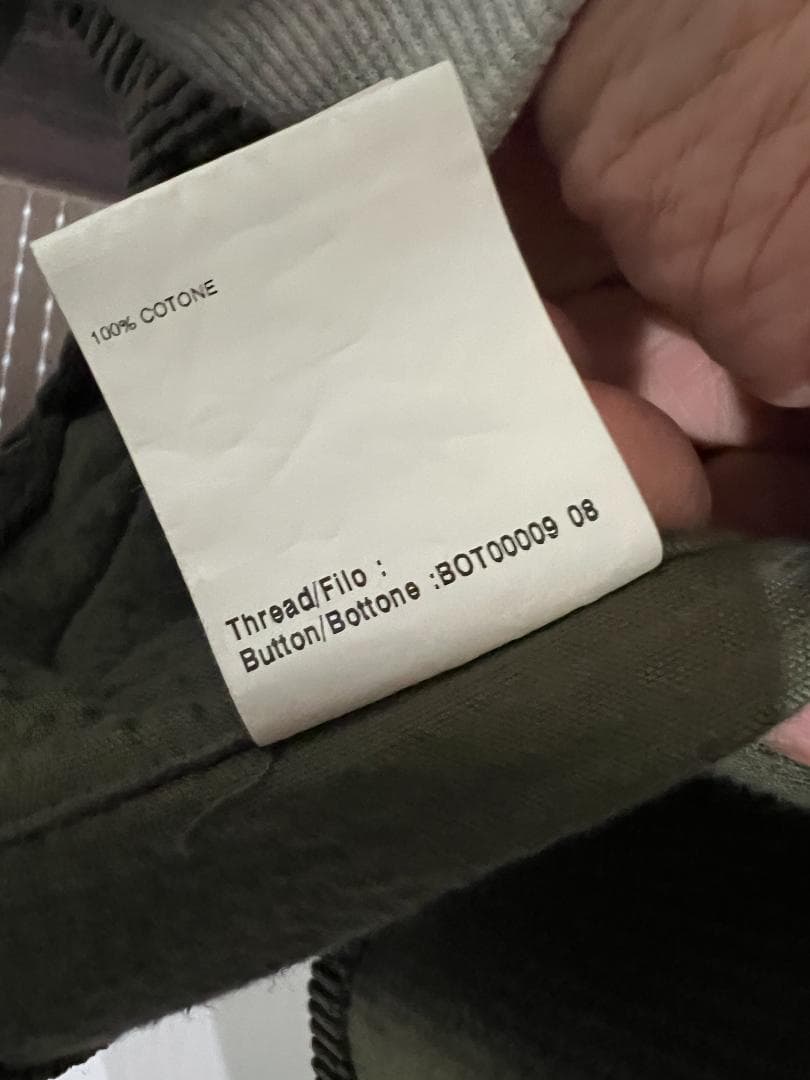 100% COTONE
Thread/Filo :
Button/Bottone :BOT00009 08